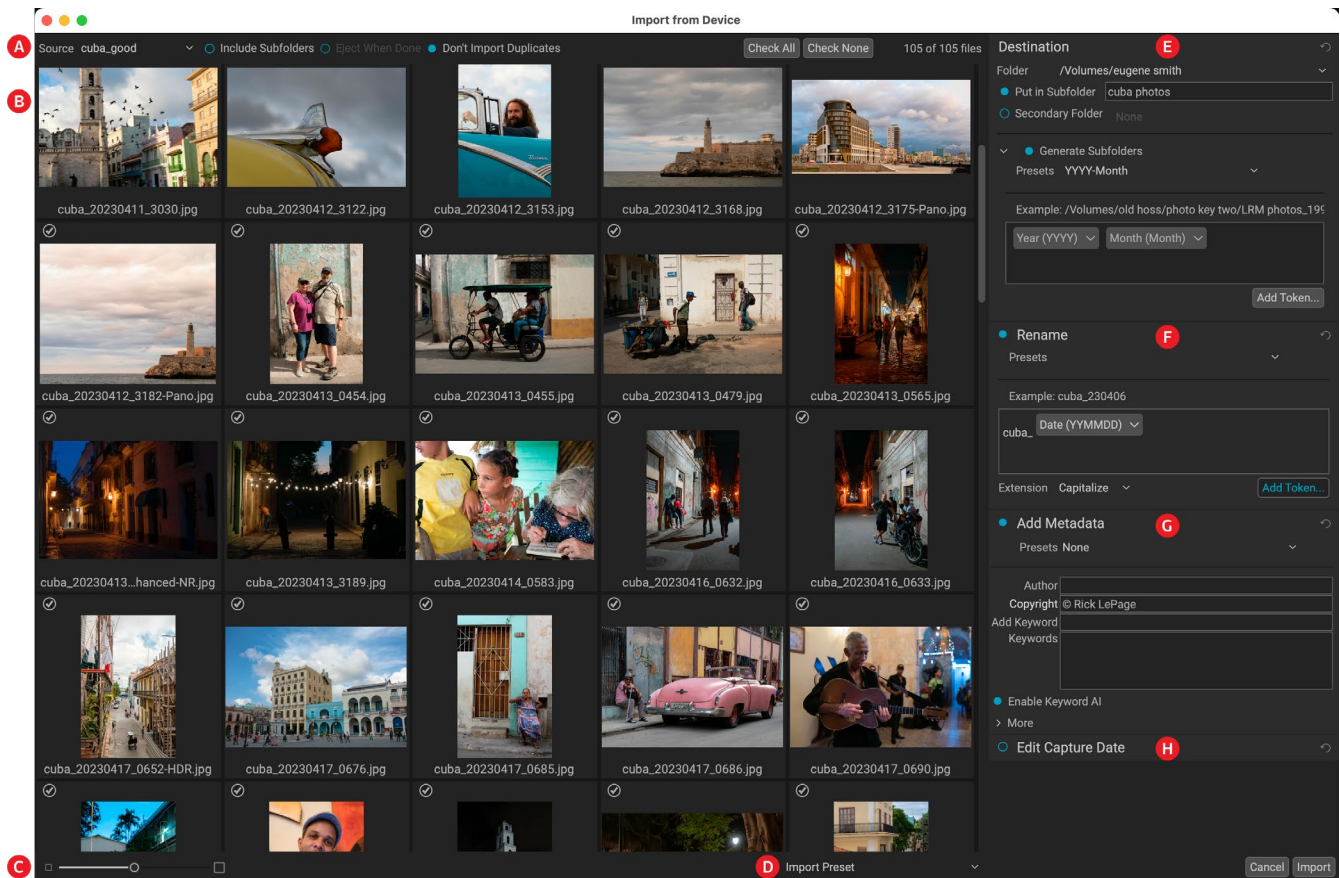 Import from Device
A Source cuba_good Include Subfolders Eject When Done Don't Import Duplicates Check All Check None 105 of 105 files
B
cuba_20230411_3030.jpg cuba_20230412_3122.jpg cuba_20230412_3153.jpg cuba_20230412_3168.jpg cuba_20230412_3175-Pano.jpg
cuba_20230412_3182-Pano.jpg cuba_20230413_0454.jpg cuba_20230413_0455.jpg cuba_20230413_0479.jpg cuba_20230413_0565.jpg
cuba_20230413...hanced-NR.jpg cuba_20230413_3189.jpg cuba_20230414_0583.jpg cuba_20230416_0632.jpg cuba_20230416_0633.jpg
cuba_20230417_0652-HDR.jpg cuba_20230417_0676.jpg cuba_20230417_0685.jpg cuba_20230417_0686.jpg cuba_20230417_0690.jpg
C
D Import Preset
Destination E
Folder /Volumes/eugene smith
Put in Subfolder cuba photos
Secondary Folder None
Generate Subfolders
Presets YYYY-Month
Example: /Volumes/old hoss/photo key two/LRM photos_199
Year (YYYY) Month (Month)
Add Token...
Rename F
Presets
Example: cuba_230406
cuba_ Date (YYMMDD)
Extension Capitalize Add Token...
Add Metadata G
Presets None
Author
Copyright © Rick LePage
Add Keyword
Keywords
Enable Keyword AI
More
Edit Capture Date H
Cancel Import